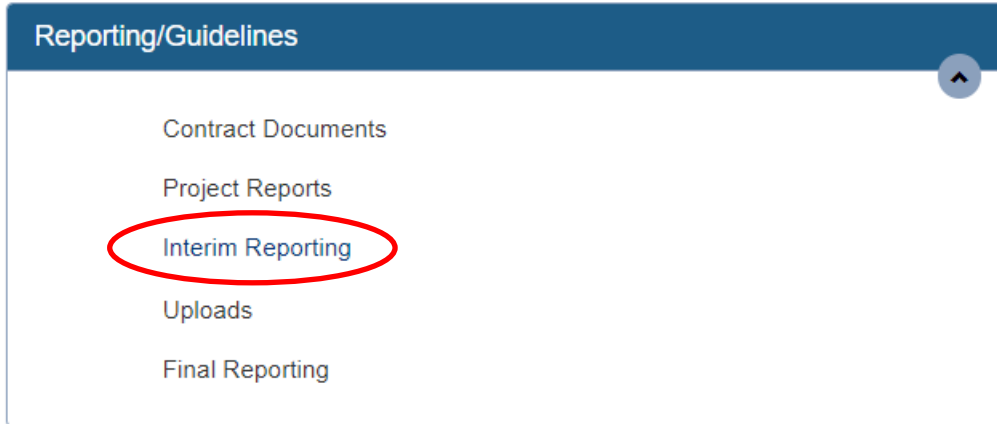 Reporting/Guidelines
Contract Documents
Project Reports
Interim Reporting
Uploads
Final Reporting